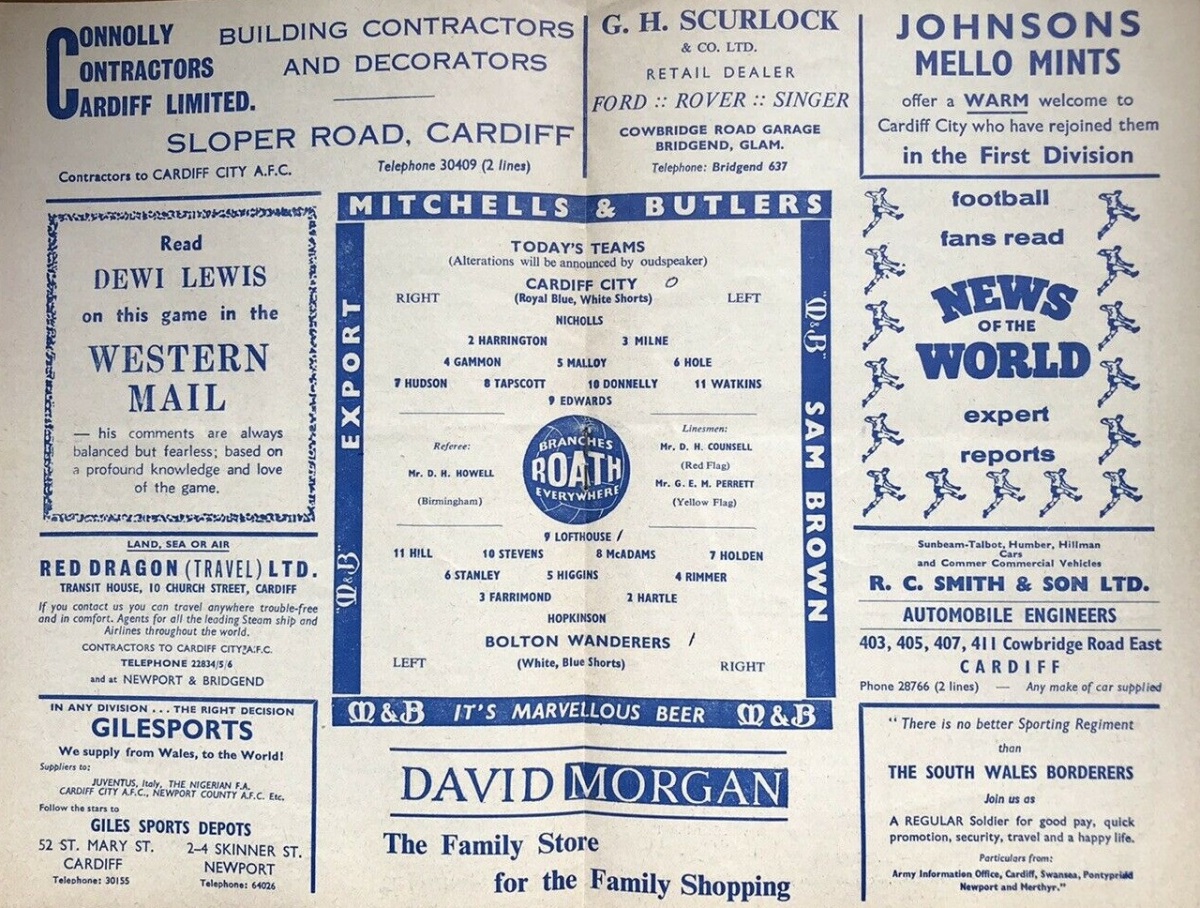 CONNOLLY
CONTRACTORS
CARDIFF LIMITED.
BUILDING CONTRACTORS
AND DECORATORS
SLOPER ROAD, CARDIFF
Contractors to CARDIFF CITY A.F.C.
Telephone 30409 (2 lines)
G. H. SCURLOCK
& CO. LTD.
RETAIL DEALER
FORD :: ROVER :: SINGER
COWBRIDGE ROAD GARAGE
BRIDGEND, GLAM.
Telephone: Bridgend 637
JOHNSONS
MELLO MINTS
offer a WARM welcome to
Cardiff City who have rejoined them
in the First Division
Read
DEWI LEWIS
on this game in the
WESTERN
MAIL
— his comments are always
balanced but fearless; based on
a profound knowledge and love
of the game.
LAND, SEA OR AIR
RED DRAGON (TRAVEL) LTD.
TRANSIT HOUSE, 10 CHURCH STREET, CARDIFF
If you contact us you can travel anywhere trouble-free
and in comfort. Agents for all the leading Steam ship and
Airlines throughout the world.
CONTRACTORS TO CARDIFF CITY A.F.C.
TELEPHONE 22834/5/6
and at NEWPORT & BRIDGEND
IN ANY DIVISION . . . THE RIGHT DECISION
GILESPORTS
We supply from Wales, to the World!
Suppliers to:
JUVENTUS, Italy, THE NIGERIAN F.A.
CARDIFF CITY A.F.C., NEWPORT COUNTY A.F.C. Etc.
Follow the stars to
GILES SPORTS DEPOTS
52 ST. MARY ST.
CARDIFF
Telephone: 30155
2–4 SKINNER ST.
NEWPORT
Telephone: 64026
MITCHELLS & BUTLERS
"M&B" EXPORT
"M&B" SAM BROWN
TODAY'S TEAMS
(Alterations will be announced by oudspeaker)
CARDIFF CITY 0
RIGHT (Royal Blue, White Shorts) LEFT
NICHOLLS
2 HARRINGTON 3 MILNE
4 GAMMON 5 MALLOY 6 HOLE
7 HUDSON 8 TAPSCOTT 10 DONNELLY 11 WATKINS
9 EDWARDS
Referee:
Mr. D. H. HOWELL
(Birmingham)
BRANCHES
ROATH
EVERYWHERE
Linesmen:
Mr. D. H. COUNSELL
(Red Flag)
Mr. G. E. M. PERRETT
(Yellow Flag)
9 LOFTHOUSE /
11 HILL 10 STEVENS 8 McADAMS 7 HOLDEN
6 STANLEY 5 HIGGINS 4 RIMMER
3 FARRIMOND 2 HARTLE
HOPKINSON
BOLTON WANDERERS 1
LEFT (White, Blue Shorts) RIGHT
M&B IT'S MARVELLOUS BEER M&B
DAVID MORGAN
The Family Store
for the Family Shopping
football
fans read
NEWS
OF THE
WORLD
expert
reports
Sunbeam-Talbot, Humber, Hillman
Cars
and Commer Commercial Vehicles
R. C. SMITH & SON LTD.
AUTOMOBILE ENGINEERS
403, 405, 407, 411 Cowbridge Road East
CARDIFF
Phone 28766 (2 lines) — Any make of car supplied
"There is no better Sporting Regiment
than
THE SOUTH WALES BORDERERS
Join us as
A REGULAR Soldier for good pay, quick
promotion, security, travel and a happy life.
Particulars from:
Army Information Office, Cardiff, Swansea, Pontypridd
Newport and Merthyr."